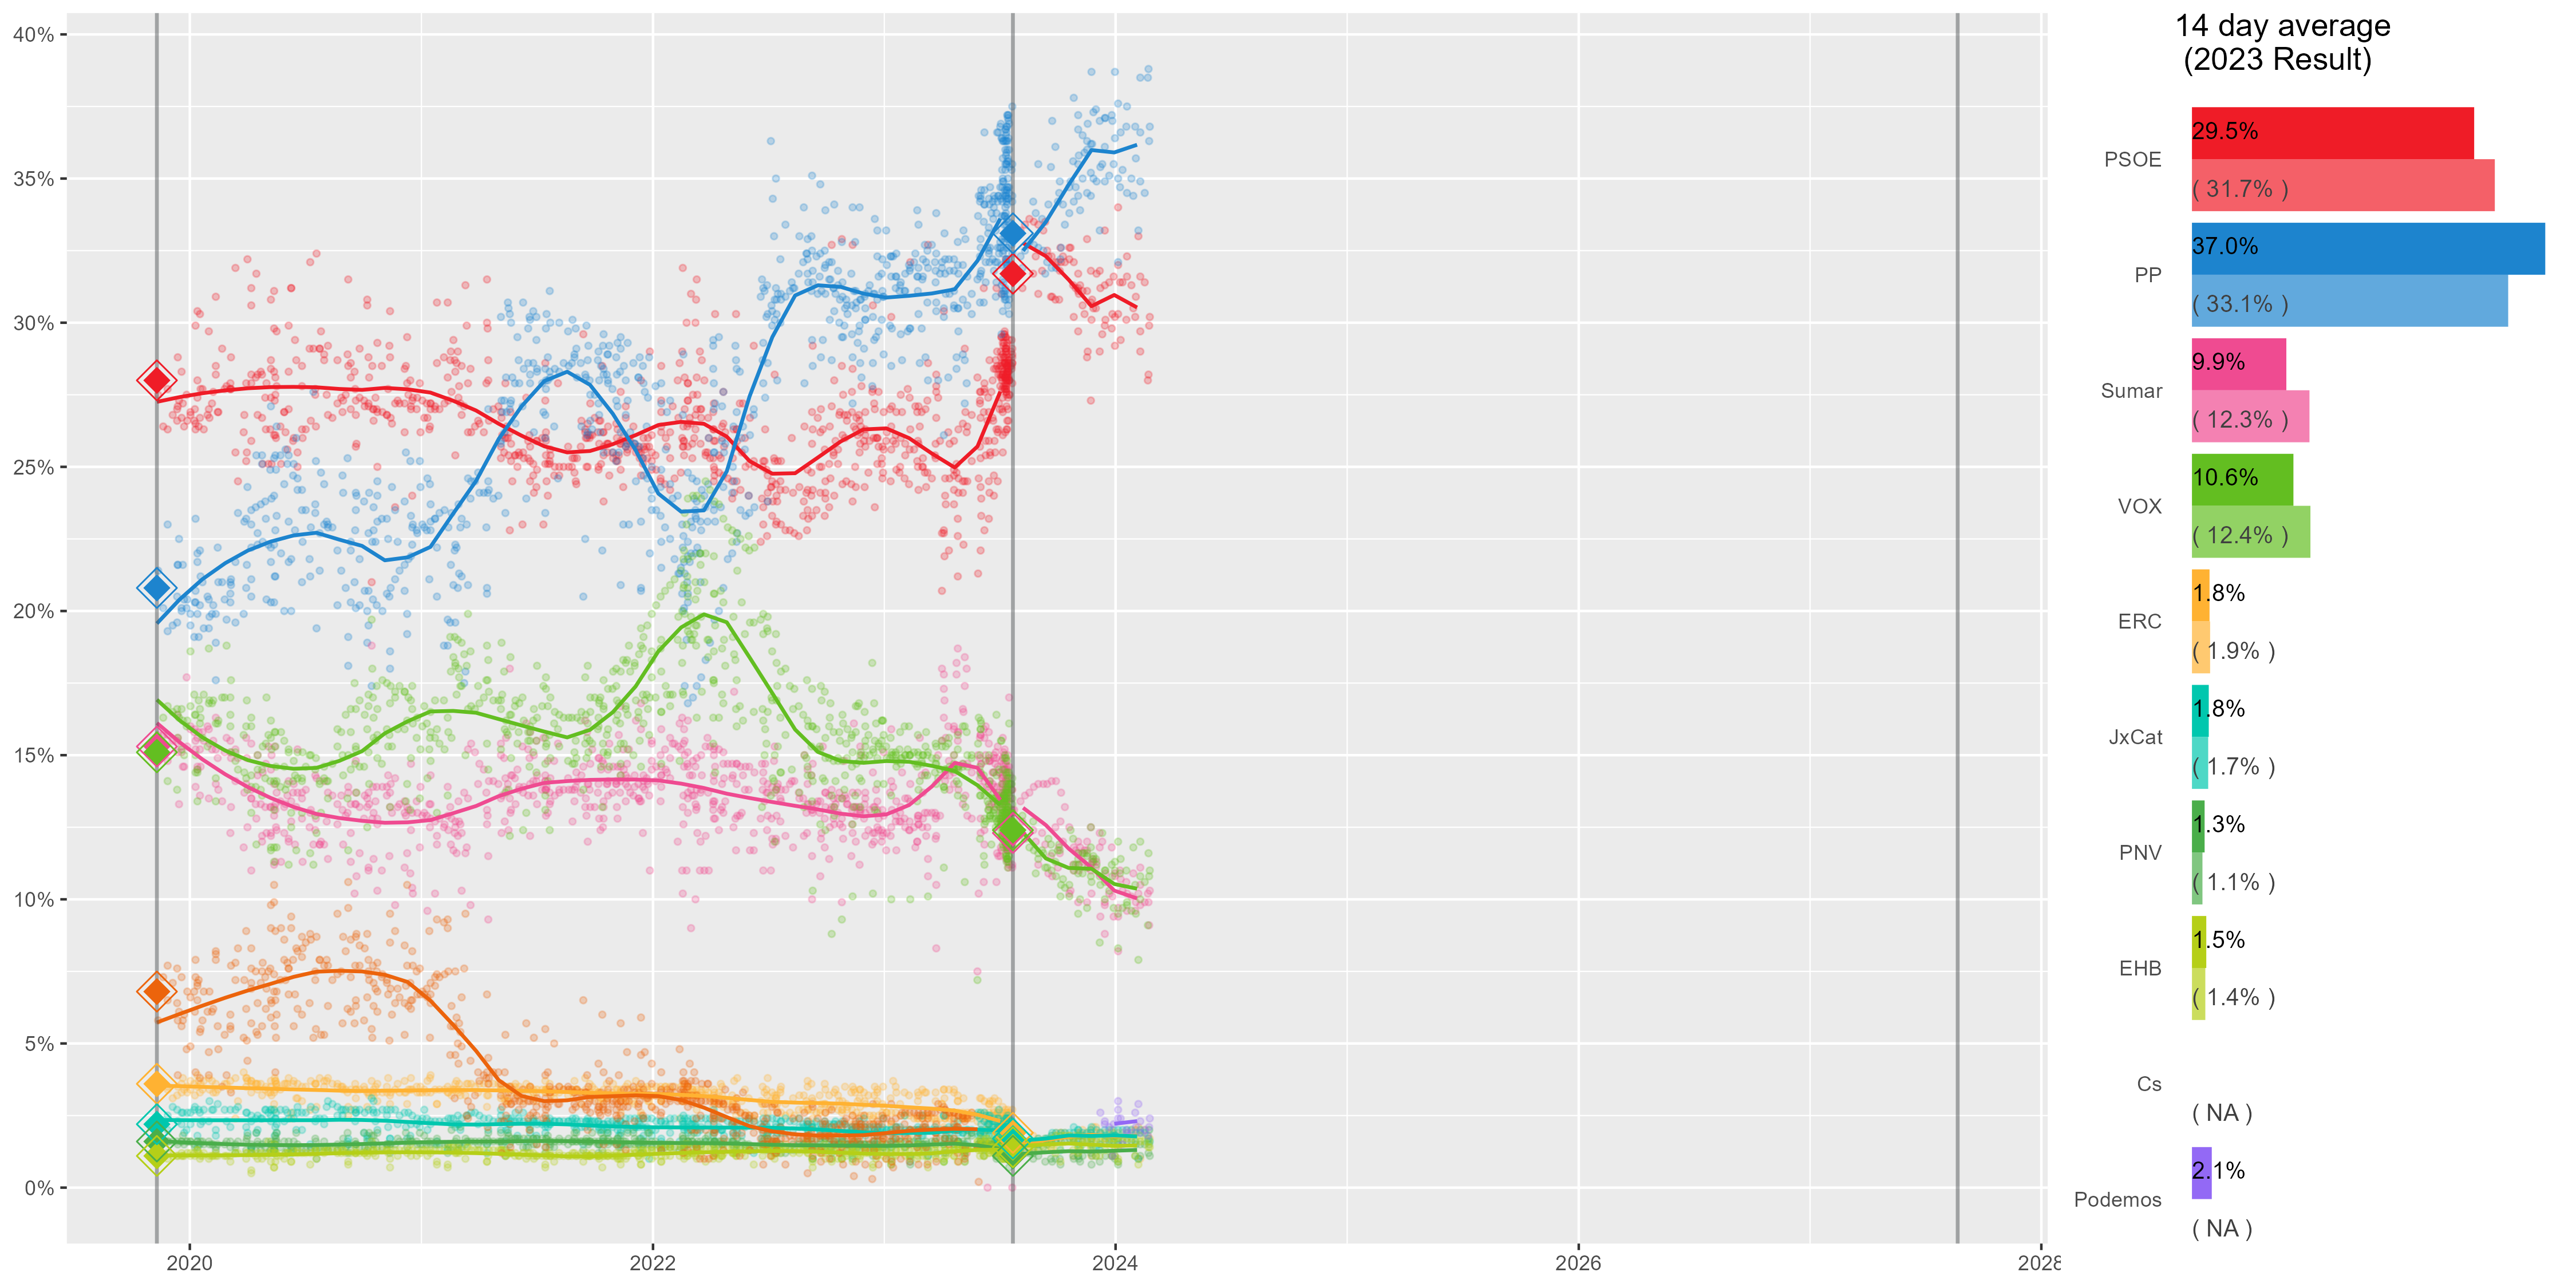 40%
35%
30%
25%
20%
15%
10%
5%
0%
2020
2022
2024
2026
2028
14 day average
(2023 Result)
PSOE
29.5%
( 31.7% )
PP
37.0%
( 33.1% )
Sumar
9.9%
( 12.3% )
VOX
10.6%
( 12.4% )
ERC
1.8%
( 1.9% )
JxCat
1.8%
( 1.7% )
PNV
1.3%
( 1.1% )
EHB
1.5%
( 1.4% )
Cs
( NA )
Podemos
2.1%
( NA )